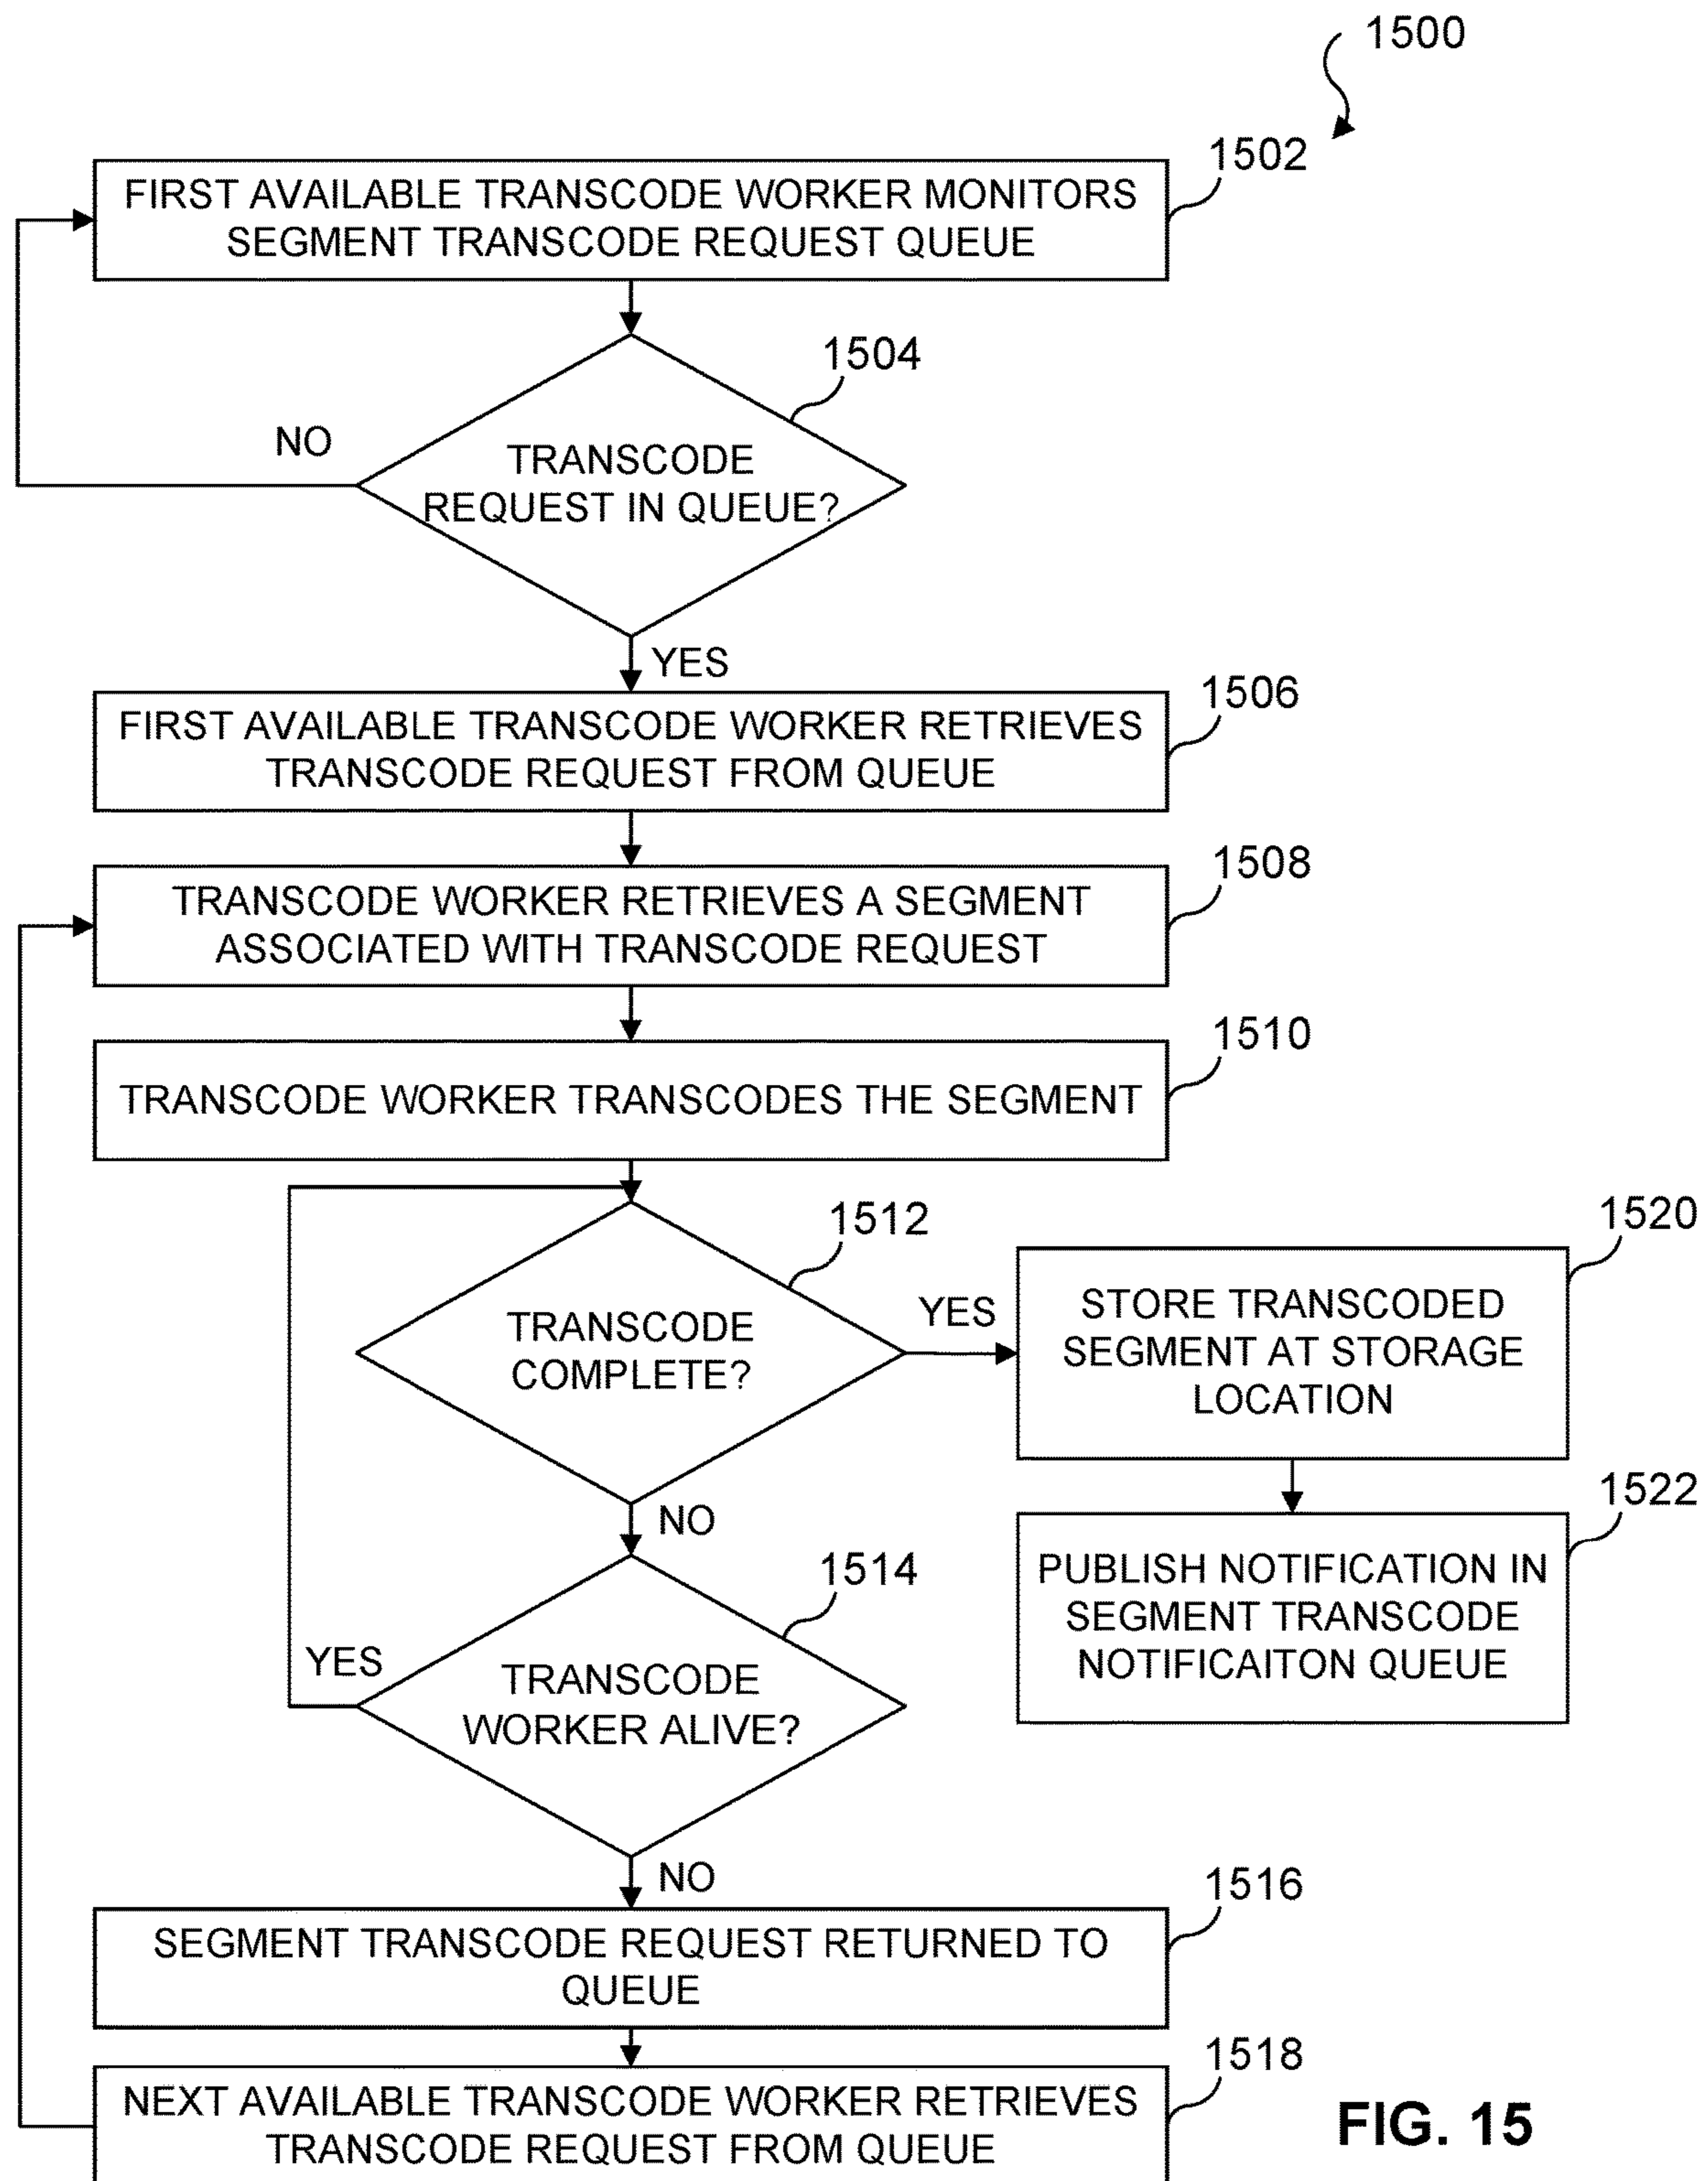 1500
1502
FIRST AVAILABLE TRANSCODE WORKER MONITORS
SEGMENT TRANSCODE REQUEST QUEUE
1504
NO
TRANSCODE
REQUEST IN QUEUE?
YES
1506
FIRST AVAILABLE TRANSCODE WORKER RETRIEVES
TRANSCODE REQUEST FROM QUEUE
1508
TRANSCODE WORKER RETRIEVES A SEGMENT
ASSOCIATED WITH TRANSCODE REQUEST
1510
TRANSCODE WORKER TRANSCODES THE SEGMENT
1512
TRANSCODE
COMPLETE?
YES
1520
STORE TRANSCODED
SEGMENT AT STORAGE
LOCATION
NO
1522
PUBLISH NOTIFICATION IN
SEGMENT TRANSCODE
NOTIFICAITON QUEUE
1514
YES
TRANSCODE
WORKER ALIVE?
NO
1516
SEGMENT TRANSCODE REQUEST RETURNED TO
QUEUE
1518
NEXT AVAILABLE TRANSCODE WORKER RETRIEVES
TRANSCODE REQUEST FROM QUEUE
FIG. 15